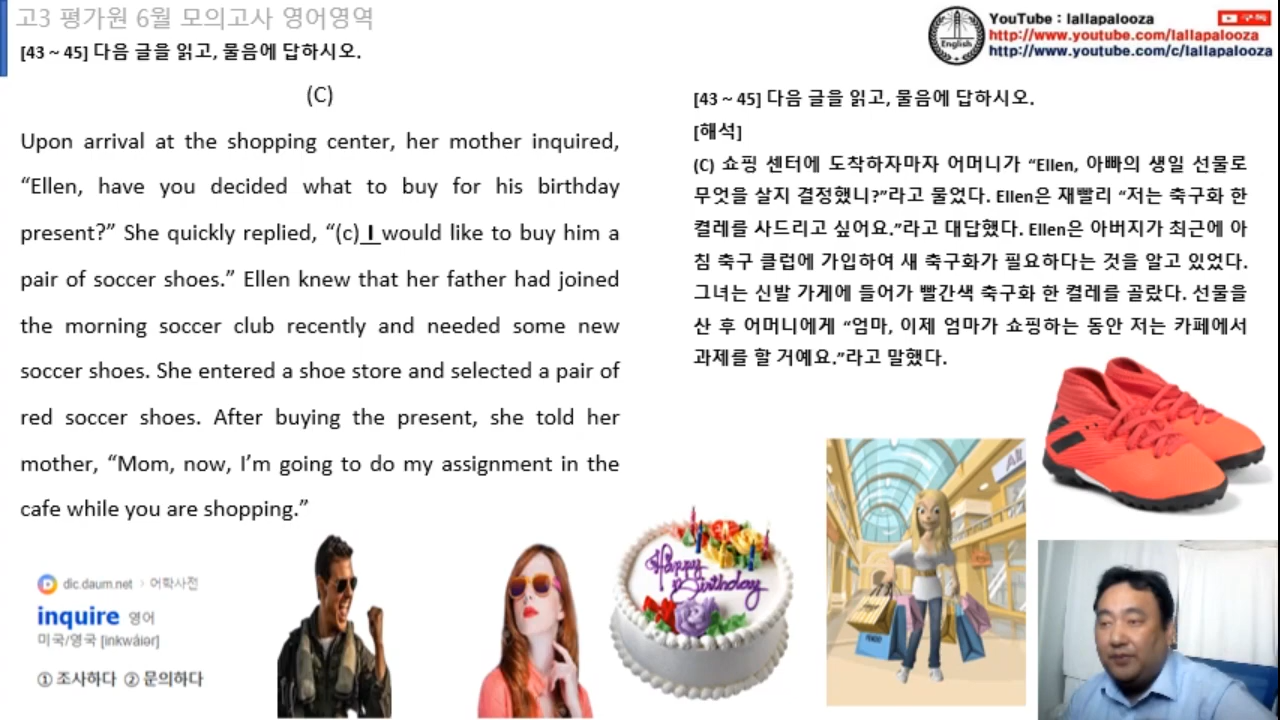 고3 평가원 6월 모의고사 영어영역
[43 ~ 45] 다음 글을 읽고, 물음에 답하시오.
(C)
Upon arrival at the shopping center, her mother inquired,
“Ellen, have you decided what to buy for his birthday
present?” She quickly replied, “(c) I would like to buy him a
pair of soccer shoes.” Ellen knew that her father had joined
the morning soccer club recently and needed some new
soccer shoes. She entered a shoe store and selected a pair of
red soccer shoes. After buying the present, she told her
mother, “Mom, now, I’m going to do my assignment in the
cafe while you are shopping.”
dic.daum.net › 어학사전
inquire 영어
미국/영국 [inkwáiər]
① 조사하다 ② 문의하다
English
YouTube : lallapalooza
구독
http://www.youtube.com/lallapalooza
http://www.youtube.com/c/lallapalooza
[43 ~ 45] 다음 글을 읽고, 물음에 답하시오.
[해석]
(C) 쇼핑 센터에 도착하자마자 어머니가 “Ellen, 아빠의 생일 선물로
무엇을 살지 결정했니?”라고 물었다. Ellen은 재빨리 “저는 축구화 한
켤레를 사드리고 싶어요.”라고 대답했다. Ellen은 아버지가 최근에 아
침 축구 클럽에 가입하여 새 축구화가 필요하다는 것을 알고 있었다.
그녀는 신발 가게에 들어가 빨간색 축구화 한 켤레를 골랐다. 선물을
산 후 어머니에게 “엄마, 이제 엄마가 쇼핑하는 동안 저는 카페에서
과제를 할 거예요.”라고 말했다.
Happy
Birthday